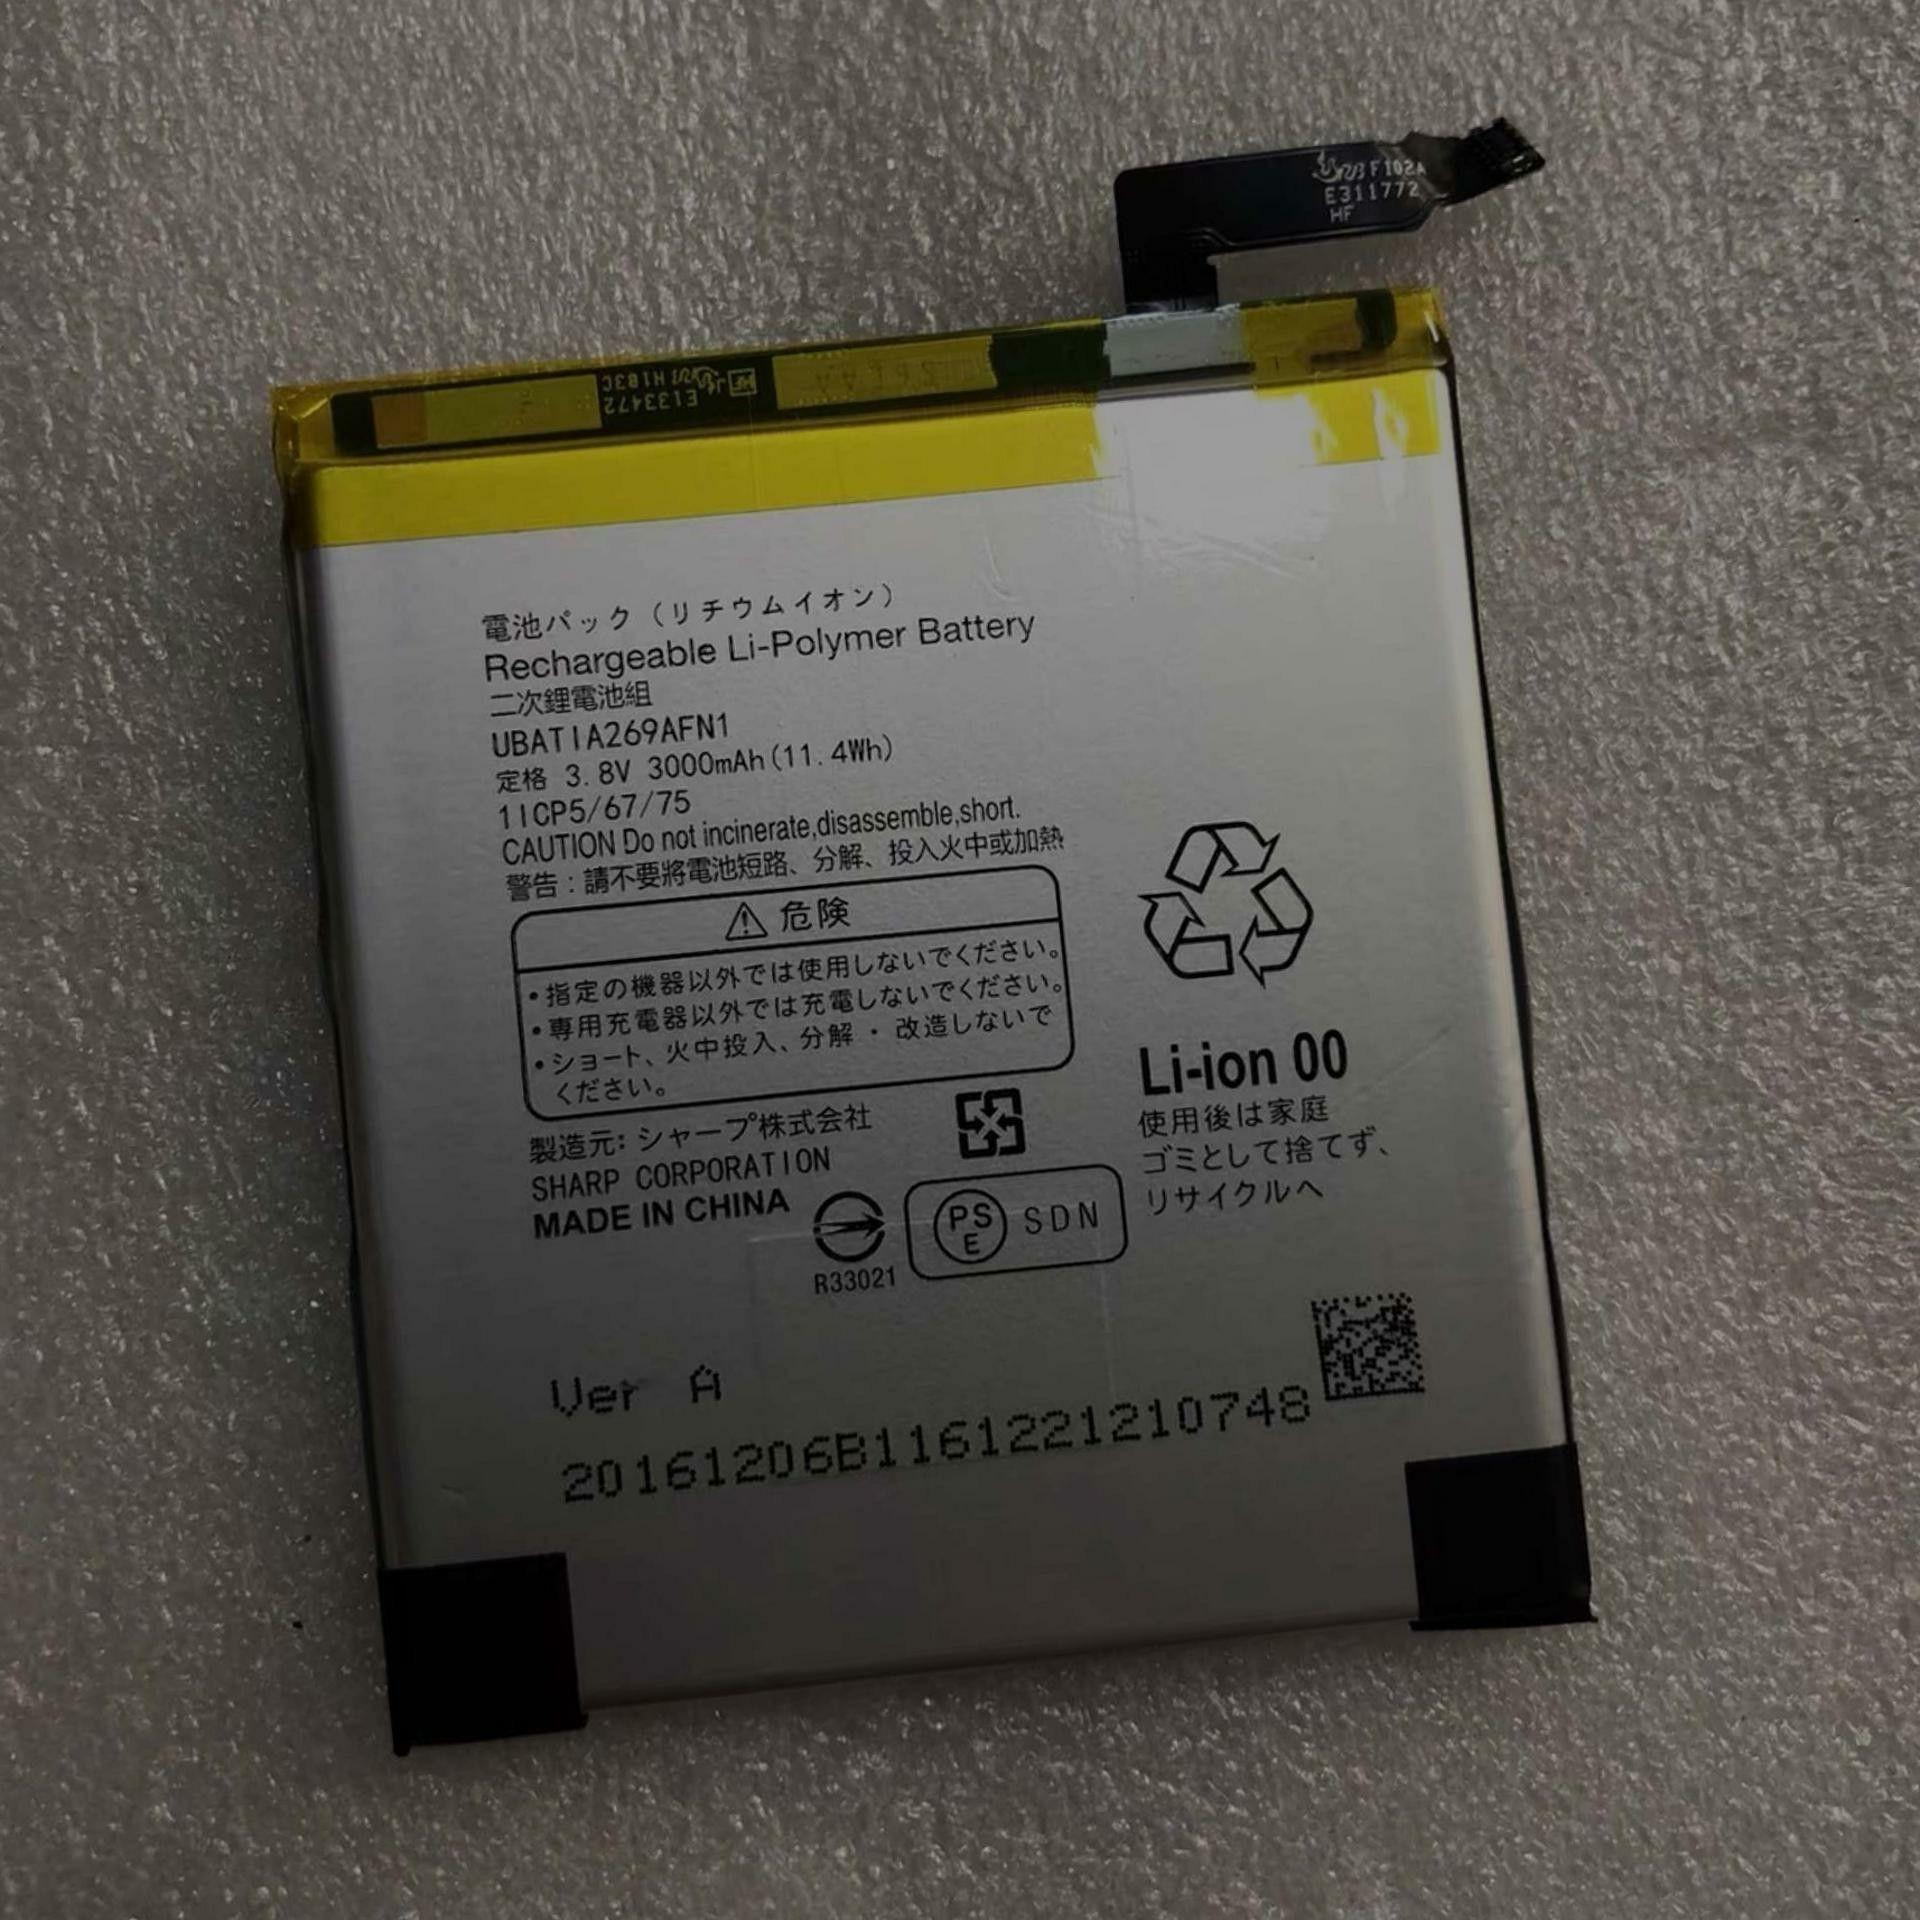 F102A
E311772
HF
H183C
E133472
電池パック（リチウムイオン）
Rechargeable Li-Polymer Battery
二次鋰電池組
UBATIA269AFN1
定格 3.8V 3000mAh(11.4Wh)
1ICP5/67/75
CAUTION Do not incinerate,disassemble,short.
警告：請不要將電池短路、分解、投入火中或加熱
危険
・指定の機器以外では使用しないでください。
・専用充電器以外では充電しないでください。
・ショート、火中投入、分解・改造しないで
ください。
製造元: シャープ株式会社
SHARP CORPORATION
MADE IN CHINA
R33021
PS
E
SDN
Li-ion 00
使用後は家庭
ゴミとして捨てず、
リサイクルへ
Ver A
20161206B1161221210748